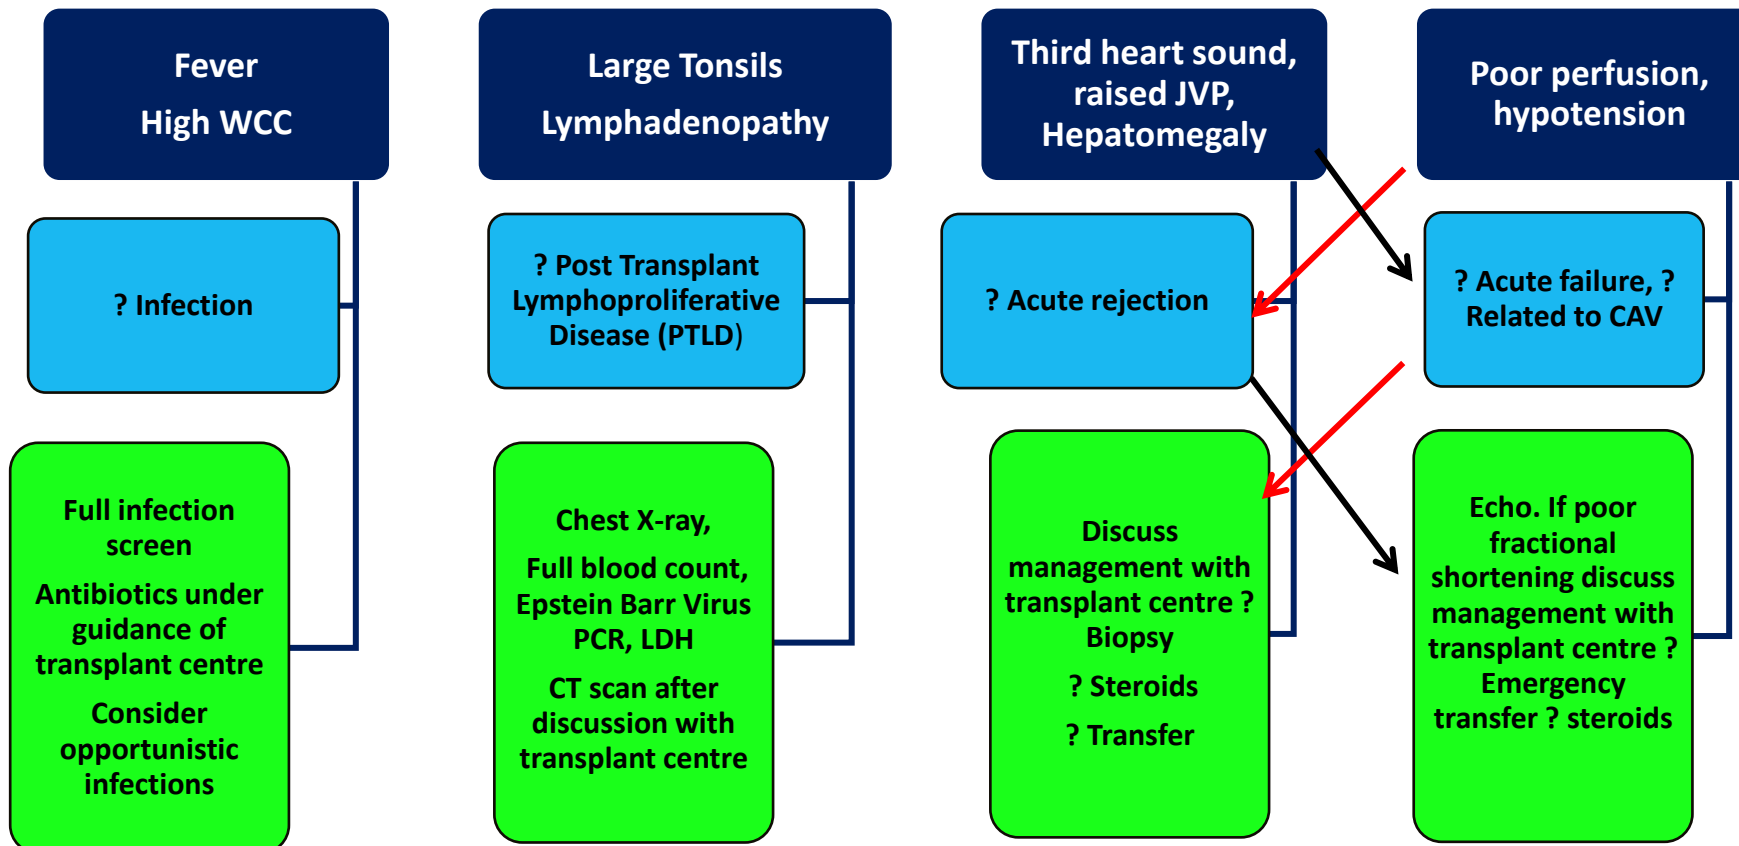 Fever
High WCC
? Infection
Full infection
screen
Antibiotics under
guidance of
transplant centre
Consider
opportunistic
infections
Large Tonsils
Lymphadenopathy
? Post Transplant
Lymphoproliferative
Disease (PTLD)
Chest X-ray,
Full blood count,
Epstein Barr Virus
PCR, LDH
CT scan after
discussion with
transplant centre
Third heart sound,
raised JVP,
Hepatomegaly
? Acute rejection
Discuss
management with
transplant centre ?
Biopsy
? Steroids
? Transfer
Poor perfusion,
hypotension
? Acute failure, ?
Related to CAV
Echo. If poor
fractional
shortening discuss
management with
transplant centre ?
Emergency
transfer ? steroids